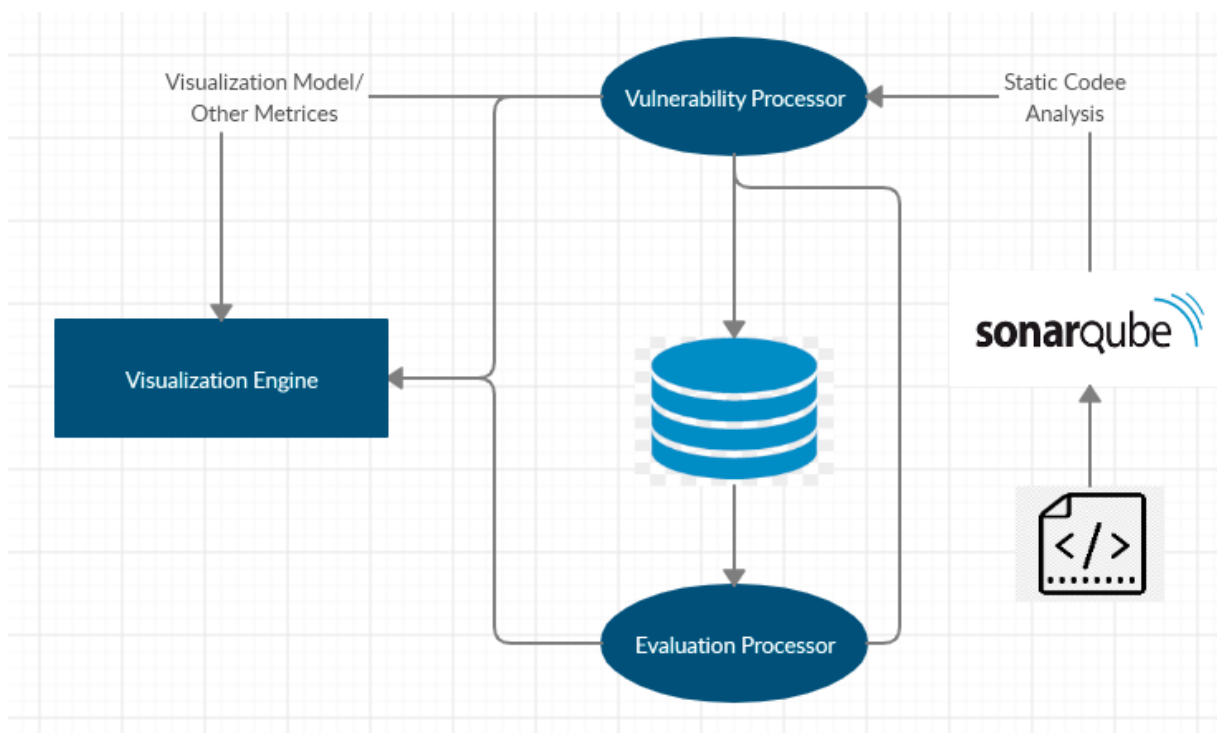 Visualization Model/
Other Metrices
Vulnerability Processor
Static Codee
Analysis
sonarqube
Visualization Engine
</>
Evaluation Processor